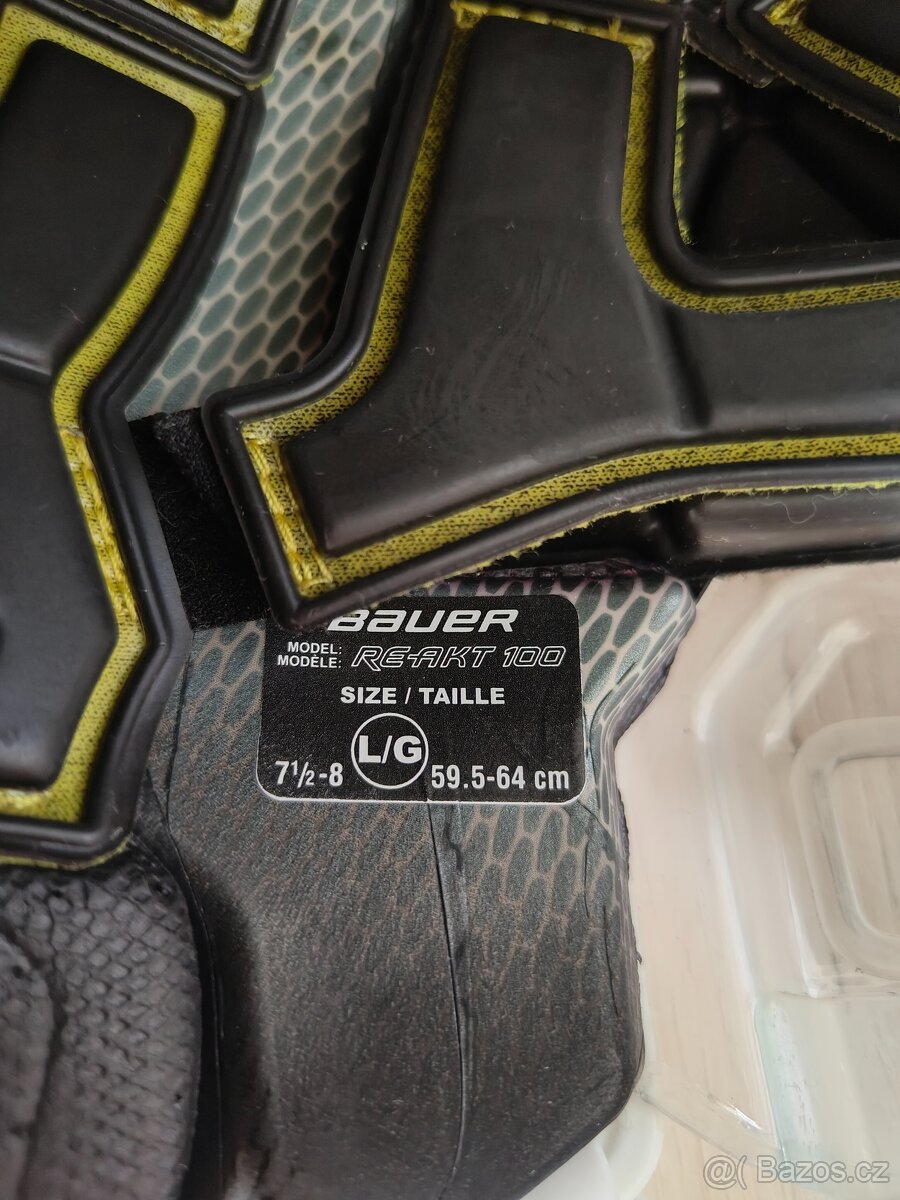 BAUER
MODEL:
MODÈLE: RE-AKT 100
SIZE / TAILLE
7½-8 L/G 59.5-64 cm
@( Bazos.cz